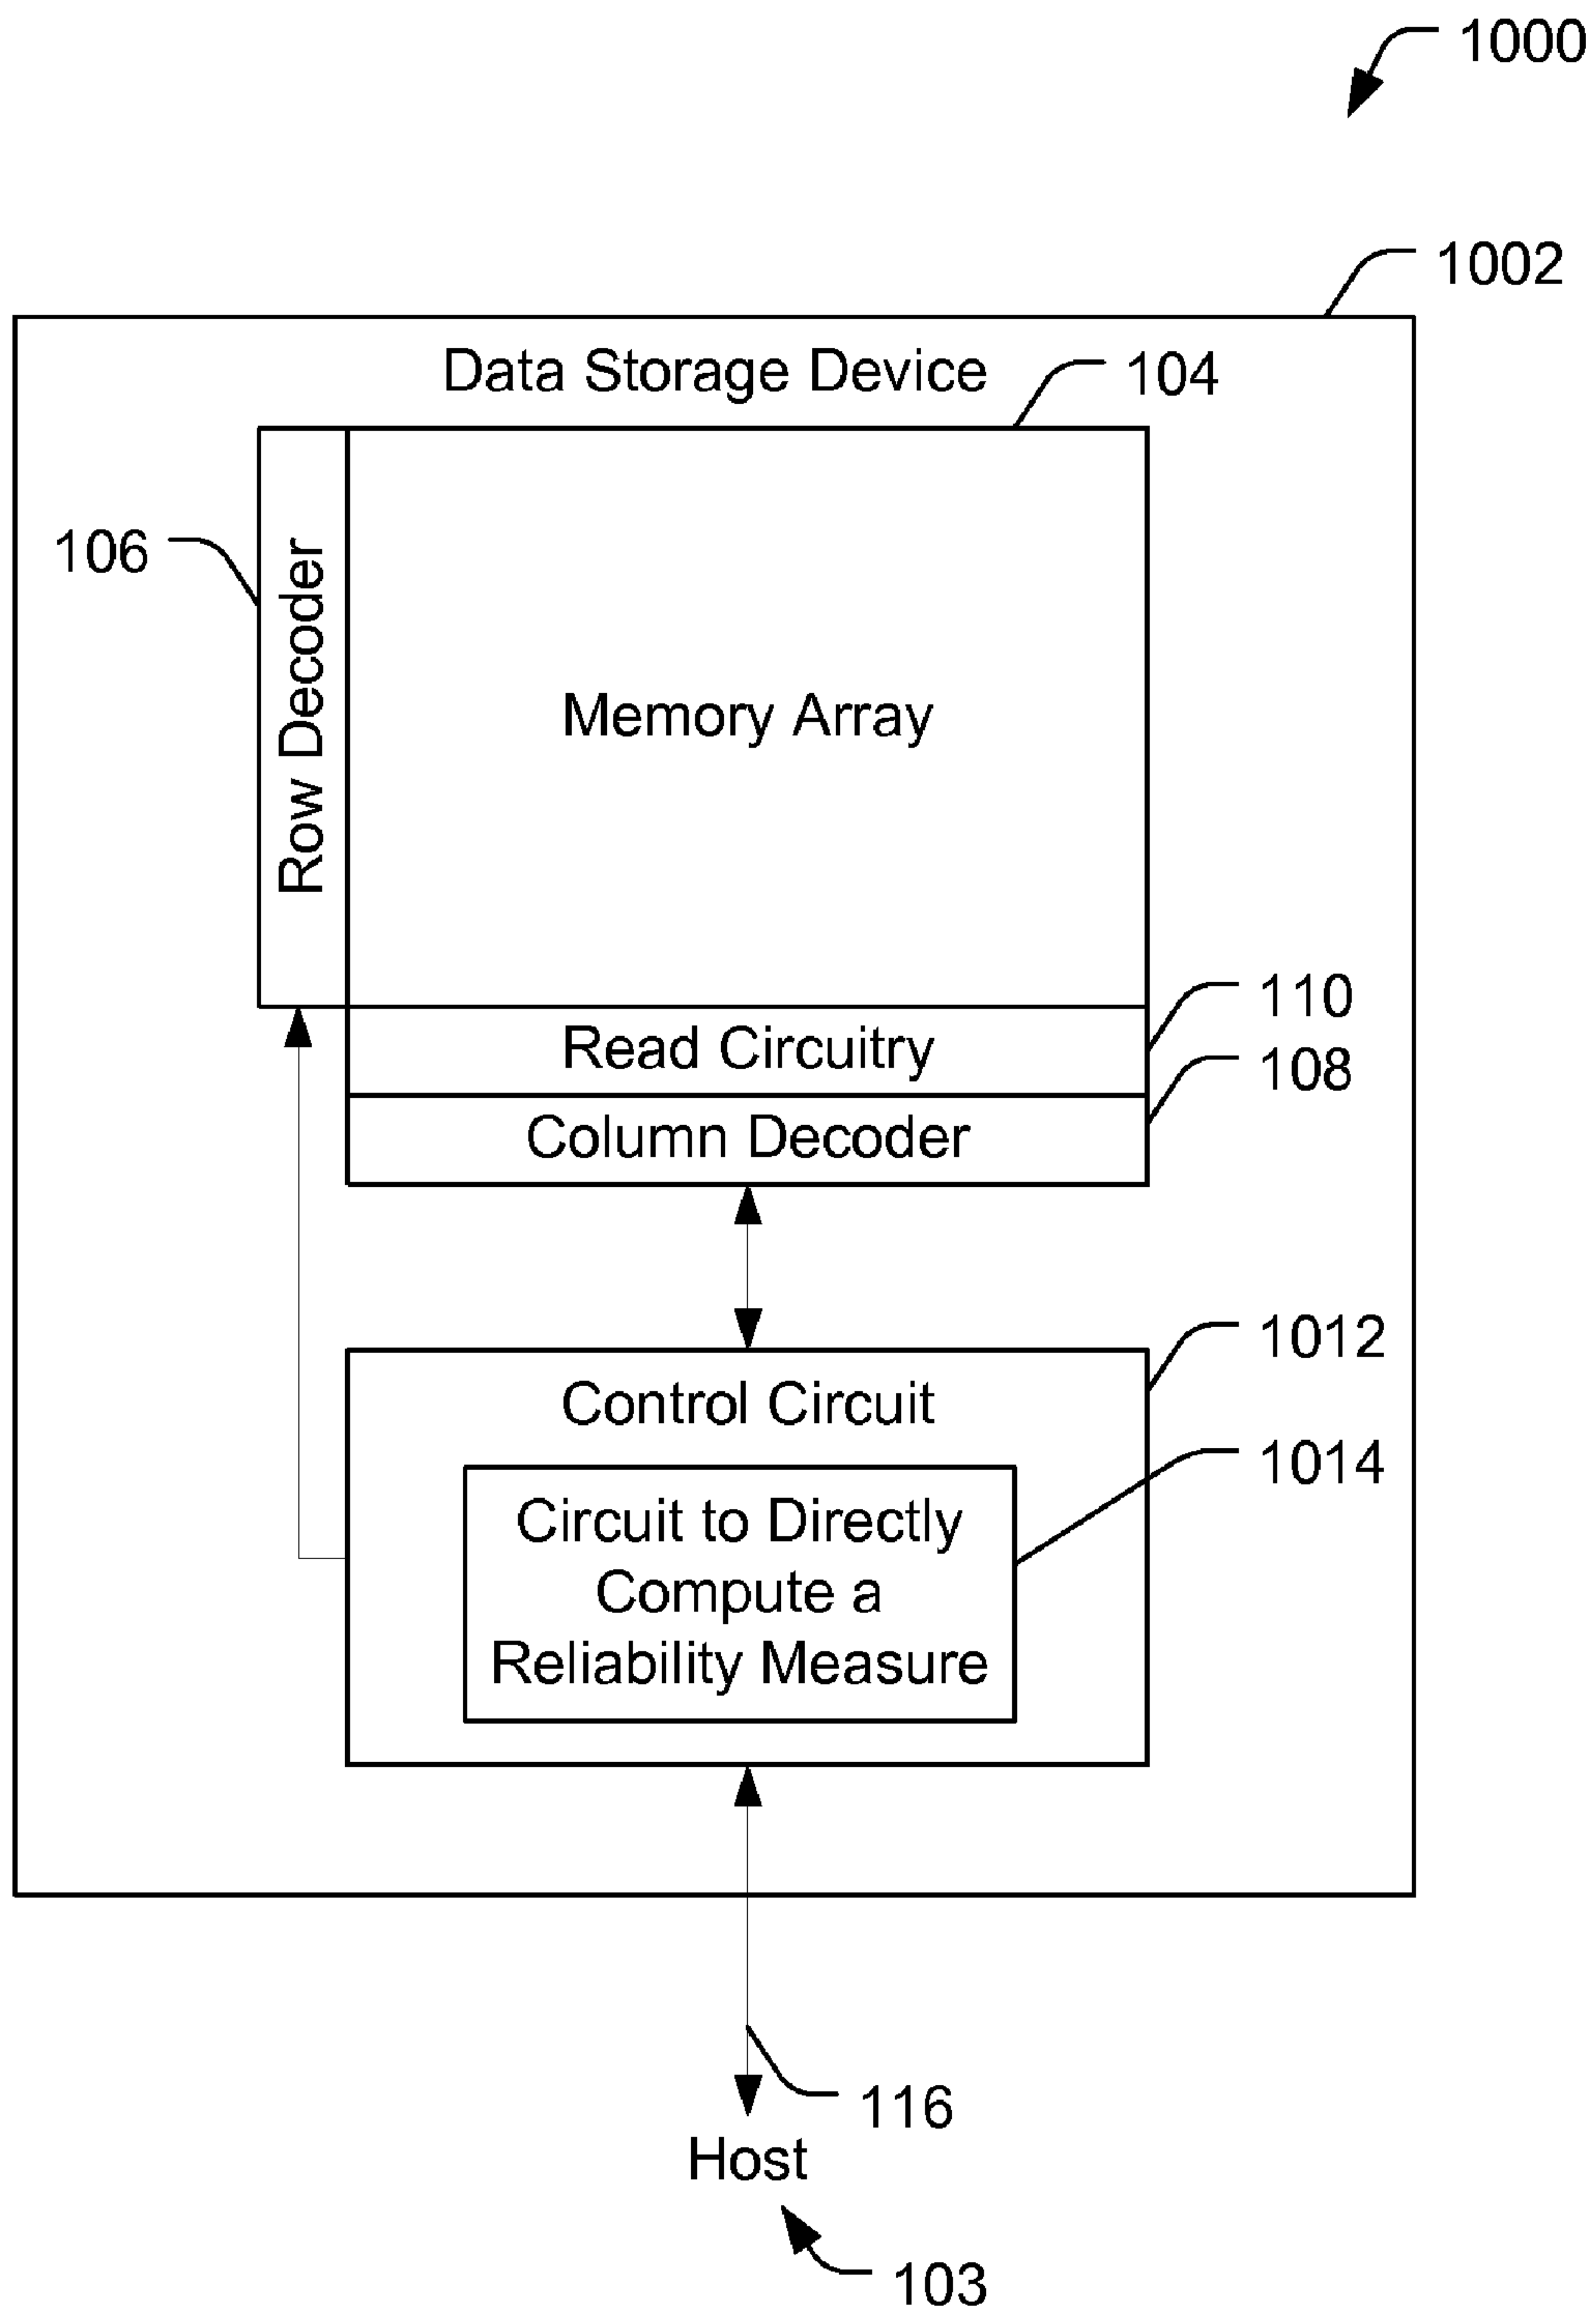 1000
1002
Data Storage Device
104
106
Row Decoder
Memory Array
110
Read Circuitry
108
Column Decoder
1012
Control Circuit
1014
Circuit to Directly
Compute a
Reliability Measure
116
Host
103